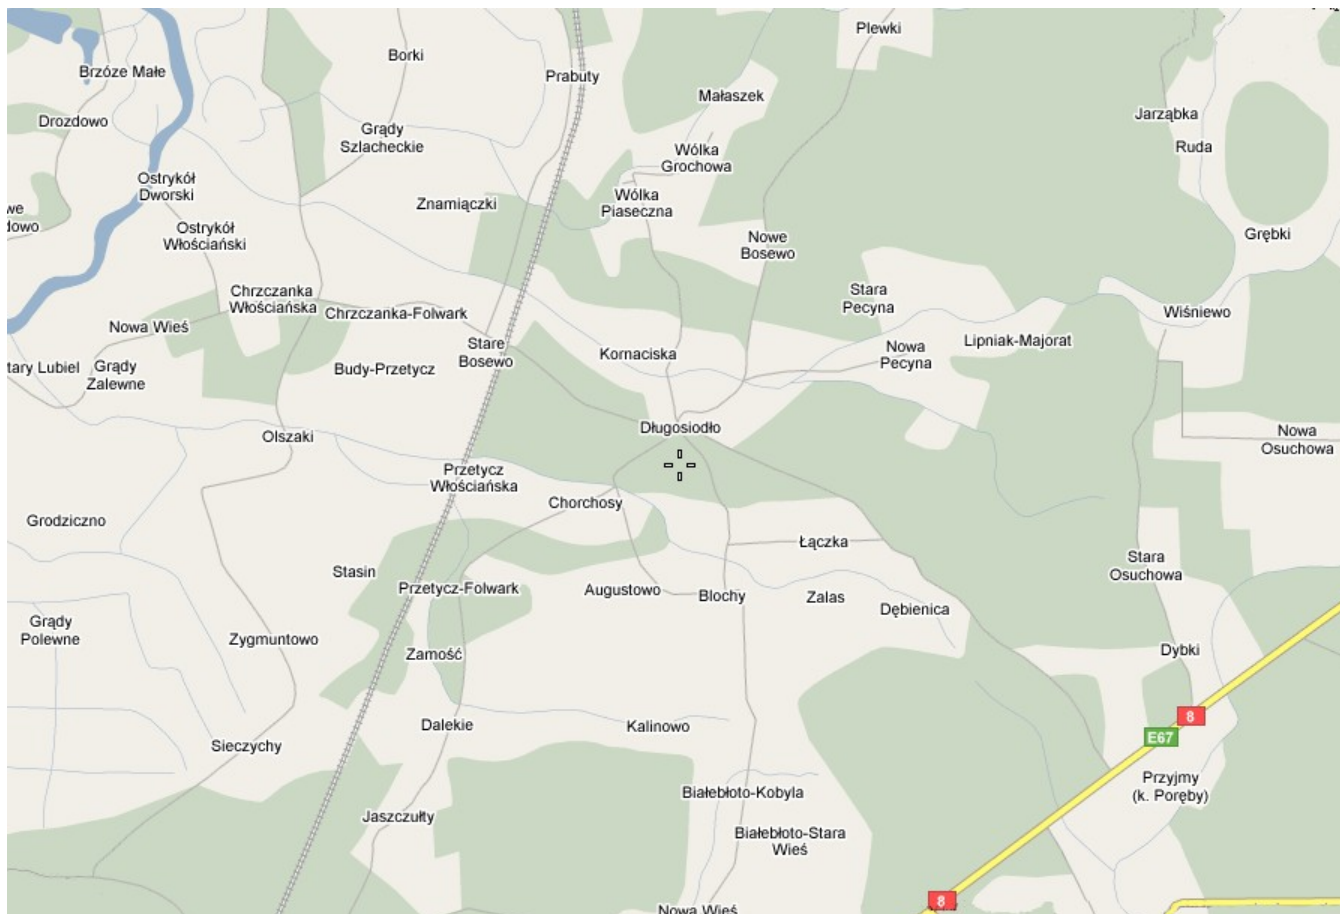 Plewki
Borki
Brzóze Małe
Prabuty
Małaszek
Drozdowo
Jarząbka
Grądy
Szlacheckie
Ruda
Wólka
Grochowa
Ostrykół
Dworski
Znamiączki
Wólka
Piaseczna
we
dowo
Ostrykół
Włościański
Nowe
Bosewo
Grębki
Chrzczanka
Włościańska
Stara
Pecyna
Chrzczanka-Folwark
Wiśniewo
Nowa Wieś
Lipniak-Majorat
Stare
Bosewo
Kornaciska
Nowa
Pecyna
tary Lubiel
Grądy
Zalewne
Budy-Przetycz
Długosiodło
Olszaki
Nowa
Osuchowa
Przetycz
Włościańska
Chorchosy
Grodziczno
Łączka
Stara
Osuchowa
Stasin
Przetycz-Folwark
Augustowo
Blochy
Zalas
Dębienica
Grądy
Polewne
Zygmuntowo
Zamość
Dybki
8
E67
Dalekie
Kalinowo
Sieczychy
Przyjmy
(k. Poręby)
Białebłoto-Kobyla
Jaszczułty
Białebłoto-Stara
Wieś
8
Nowa Wieś